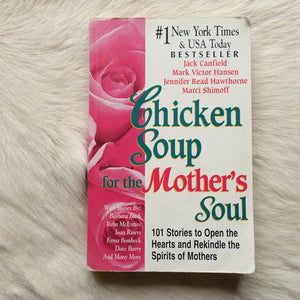 #1 New York Times
& USA Today
BESTSELLER
Jack Canfield
Mark Victor Hansen
Jennifer Read Hawthorne
Marci Shimoff
Chicken
Soup
for the Mother's
Soul
With Stories By:
Barbara Bush
Reba McEntire
Joan Rivers
Erma Bombeck
Dave Barry
And Many More
101 Stories to Open the
Hearts and Rekindle the
Spirits of Mothers